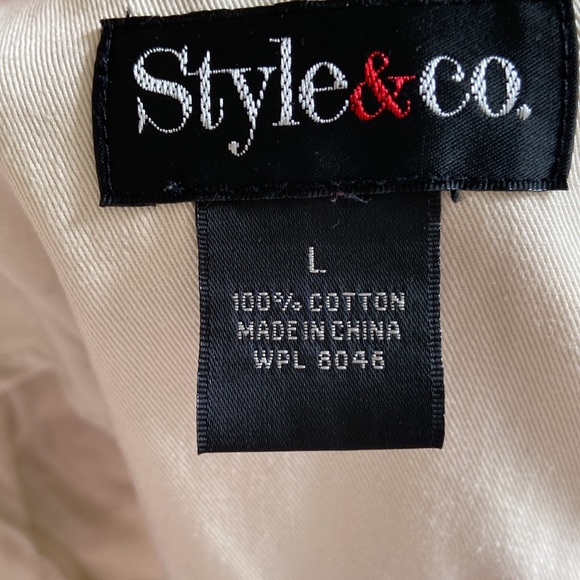 Style&co.
L
100% COTTON
MADE IN CHINA
WPL 8046